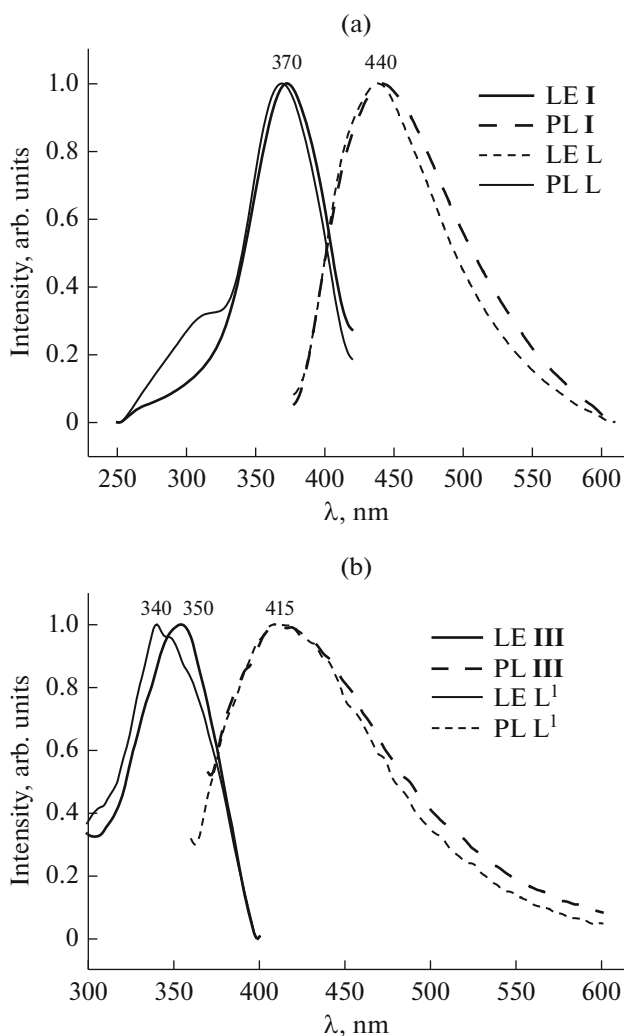 (a)
370 440
1.0
0.8
0.6
0.4
0.2
0
Intensity, arb. units
LE I
PL I
LE L
PL L
250 300 350 400 450 500 550 600
λ, nm
(b)
340 350 415
1.0
0.8
0.6
0.4
0.2
0
Intensity, arb. units
LE III
PL III
LE L¹
PL L¹
300 350 400 450 500 550 600
λ, nm